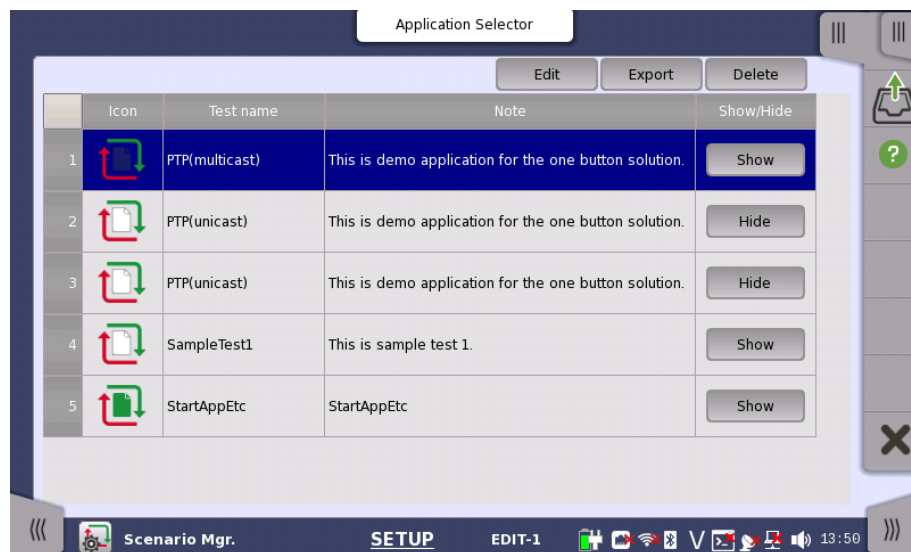 Application Selector
Edit Export Delete
Icon Test name Note Show/Hide
1 PTP(multicast) This is demo application for the one button solution. Show
2 PTP(unicast) This is demo application for the one button solution. Hide
3 PTP(unicast) This is demo application for the one button solution. Hide
4 SampleTest1 This is sample test 1. Show
5 StartAppEtc StartAppEtc Show
Scenario Mgr. SETUP EDIT-1 V 13:50